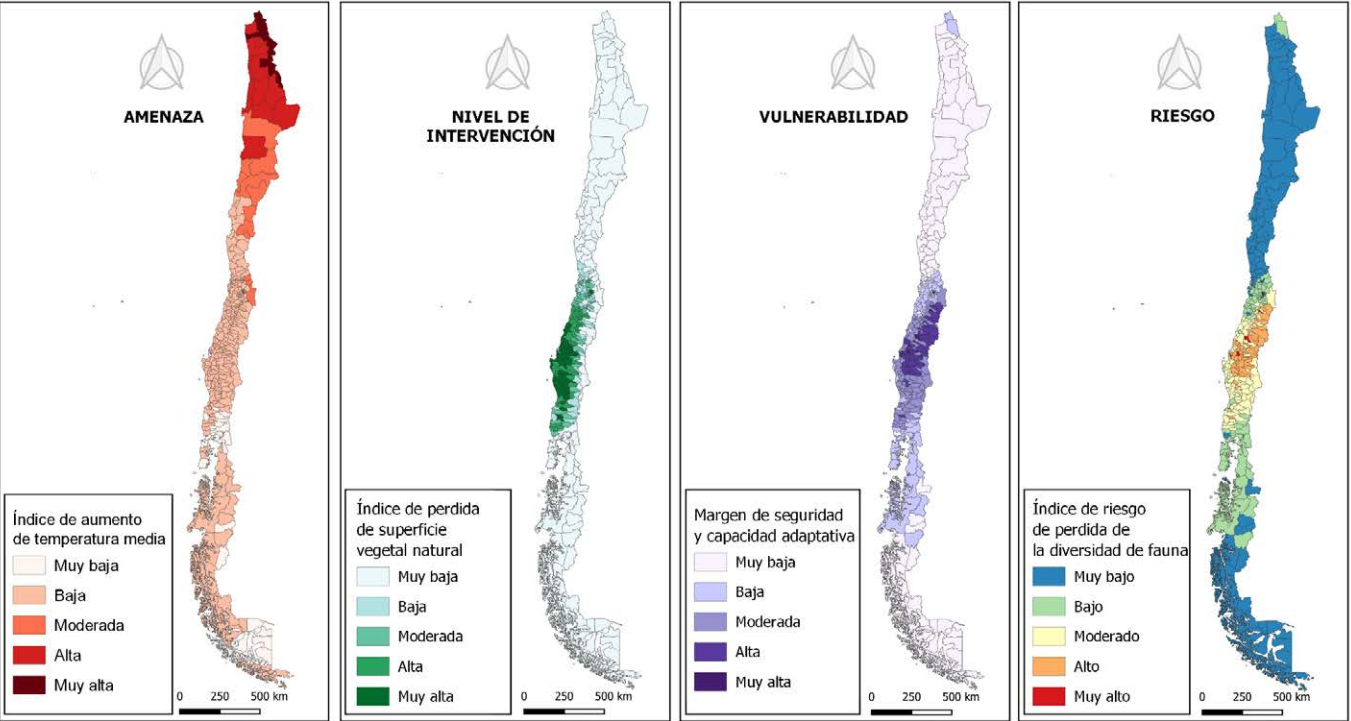 AMENAZA
Índice de aumento
de temperatura media
Muy baja
Baja
Moderada
Alta
Muy alta
0 250 500 km
NIVEL DE
INTERVENCIÓN
Índice de perdida
de superficie
vegetal natural
Muy baja
Baja
Moderada
Alta
Muy alta
0 250 500 km
VULNERABILIDAD
Margen de seguridad
y capacidad adaptativa
Muy baja
Baja
Moderada
Alta
Muy alta
0 250 500 km
RIESGO
Índice de riesgo
de perdida de
la diversidad de fauna
Muy bajo
Bajo
Moderado
Alto
Muy alto
0 250 500 km